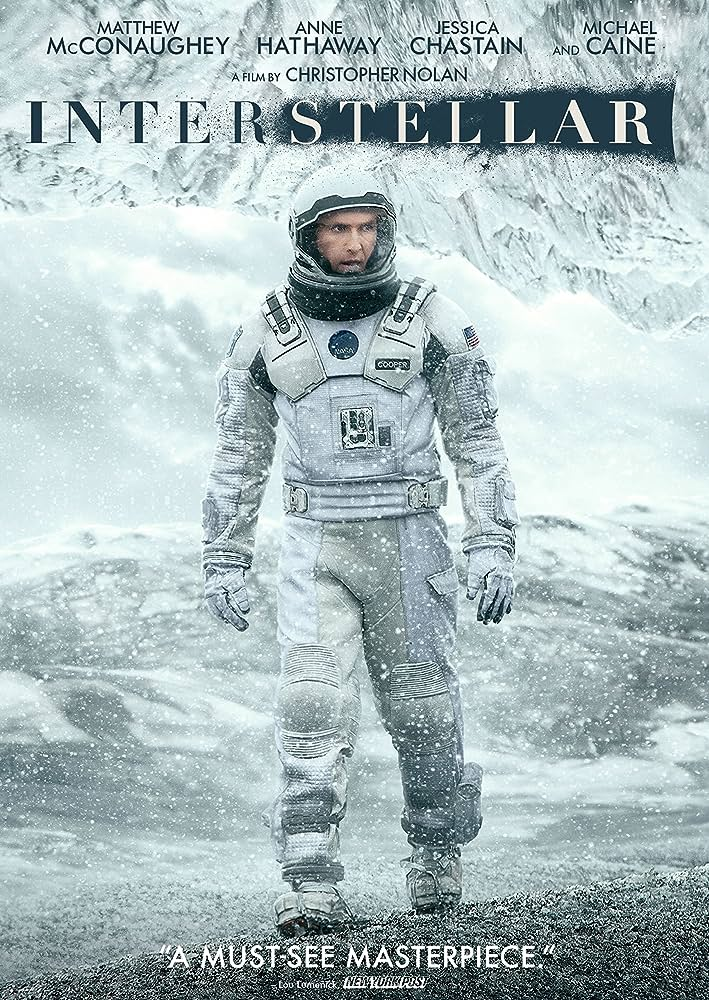 MATTHEW McCONAUGHEY
ANNE HATHAWAY
JESSICA CHASTAIN
AND MICHAEL CAINE
A FILM BY CHRISTOPHER NOLAN
INTERSTELLAR
NASA
COOPER
“A MUST-SEE MASTERPIECE.“
Lou Lumenick, NEW YORK POST